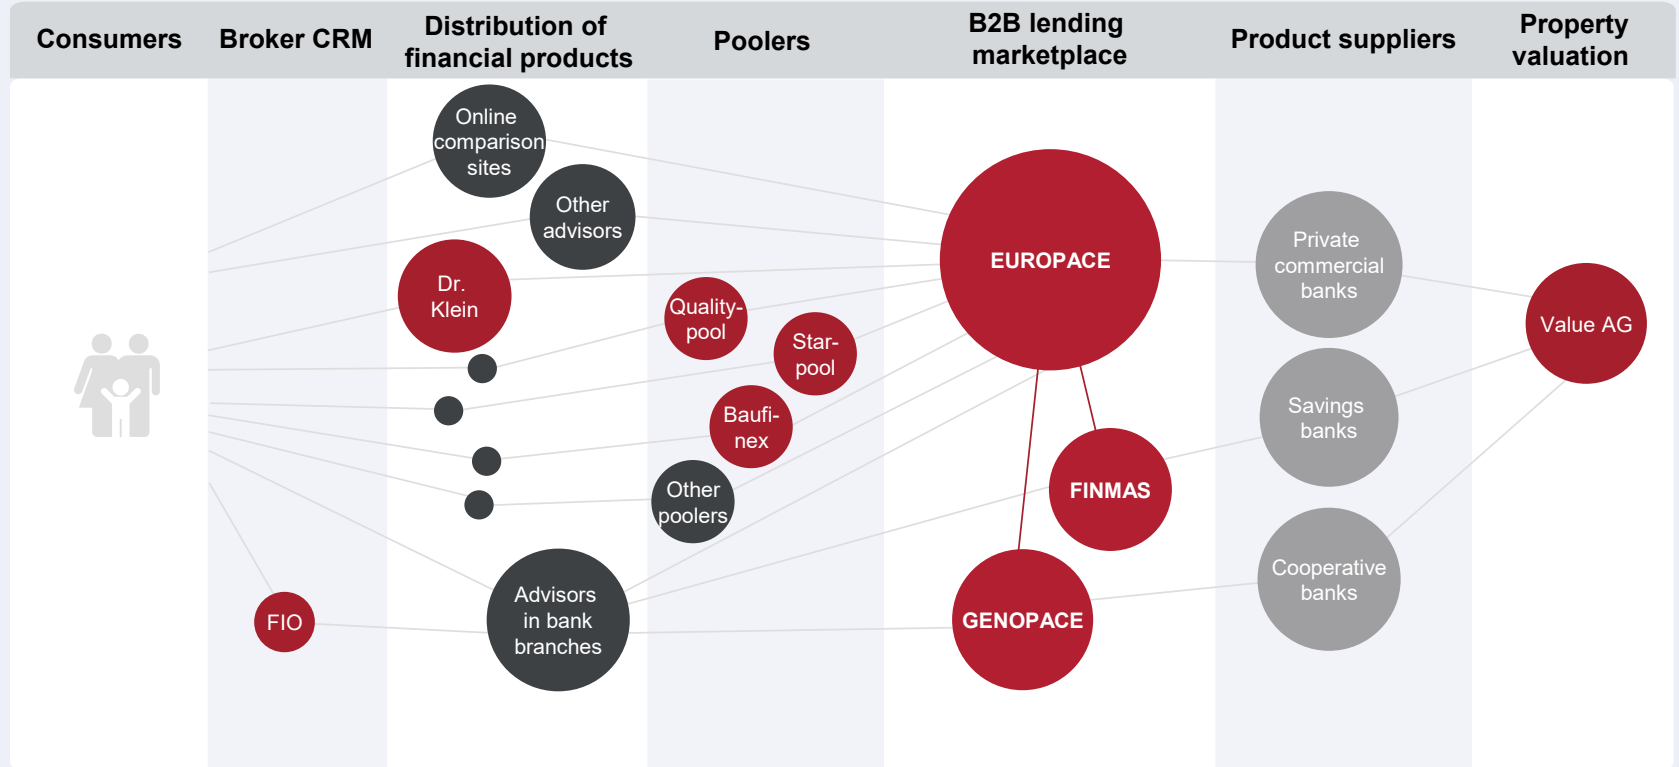 Consumers
Broker CRM
Distribution of
financial products
Poolers
B2B lending
marketplace
Product suppliers
Property
valuation
Online
comparison
sites
Other
advisors
Dr.
Klein
Quality-
pool
Star-
pool
Baufi-
nex
Other
poolers
FIO
Advisors
in bank
branches
EUROPACE
FINMAS
GENOPACE
Private
commercial
banks
Savings
banks
Cooperative
banks
Value AG